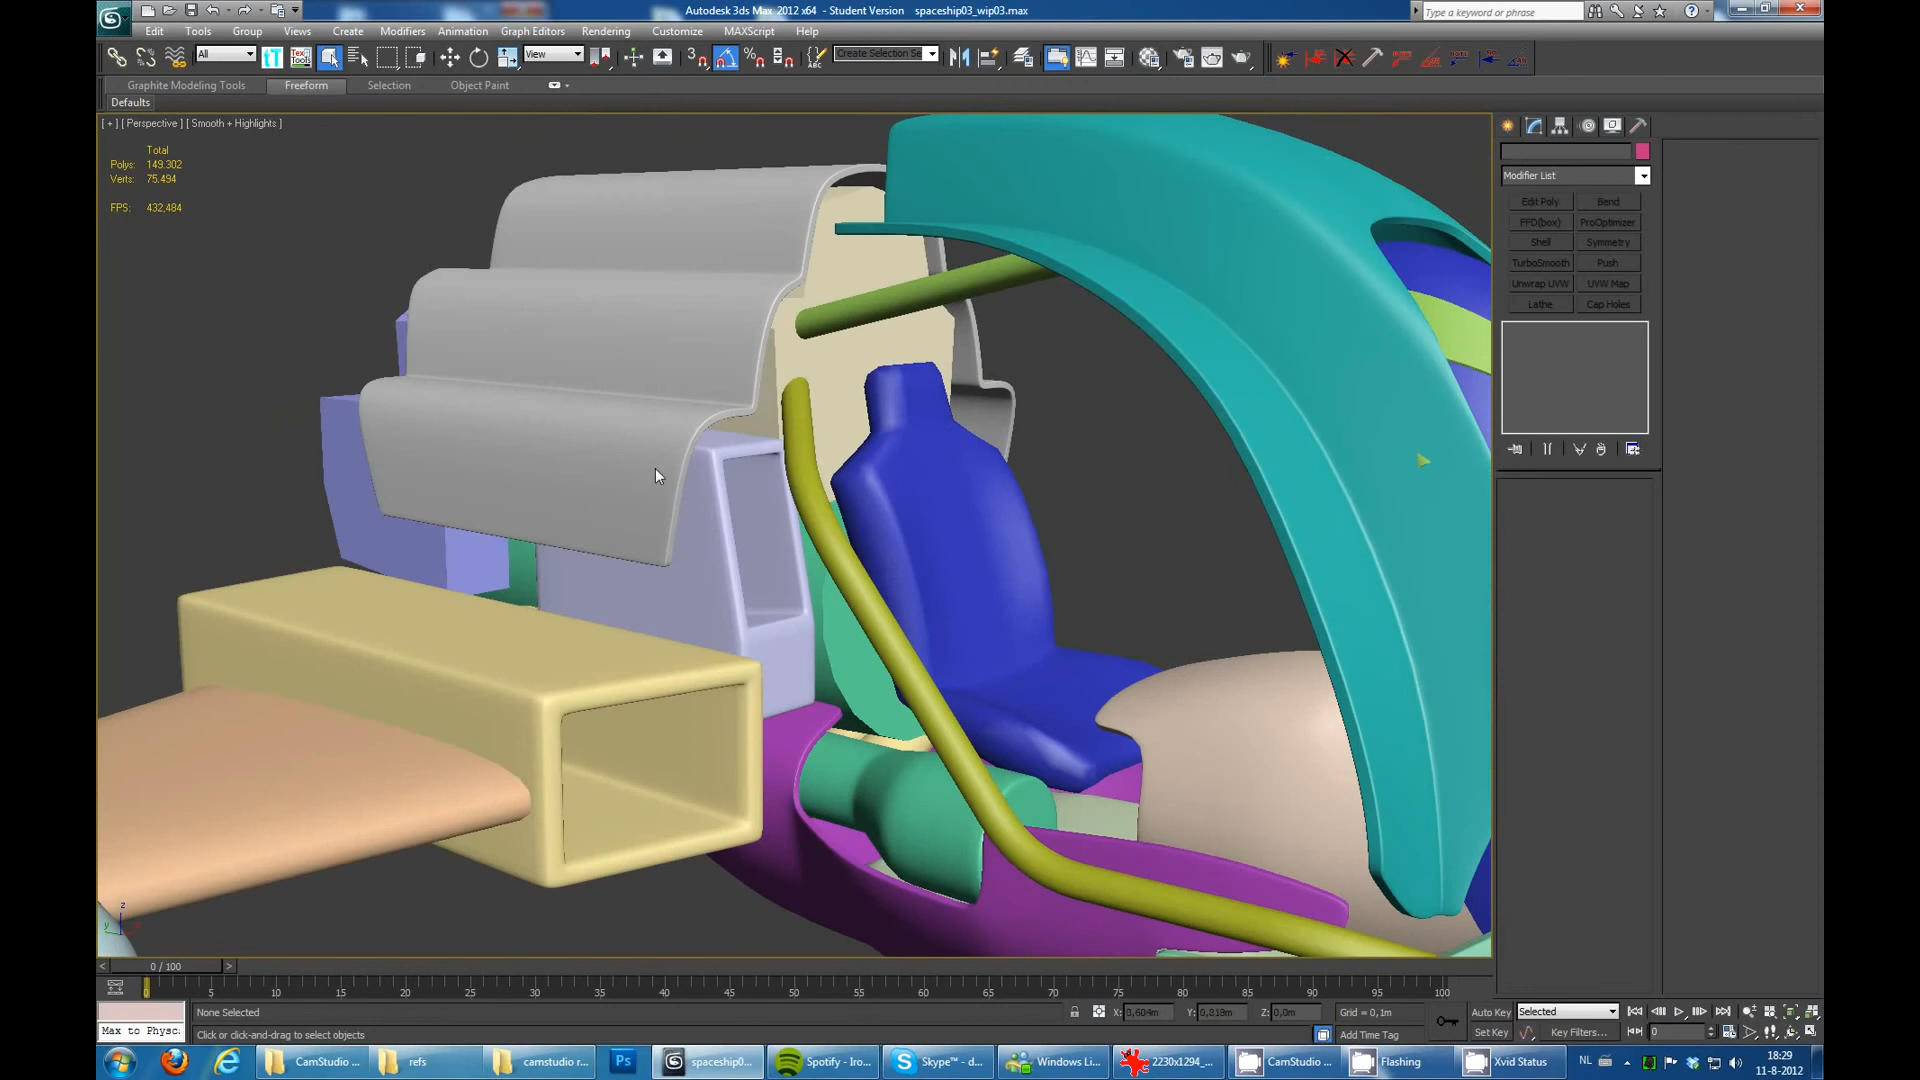 Autodesk 3ds Max 2012 x64 - Student Version spaceship03_wip03.max
Type a keyword or phrase
Edit Tools Group Views Create Modifiers Animation Graph Editors Rendering Customize MAXScript Help
All View Create Selection Se
Graphite Modeling Tools Freeform Selection Object Paint
Defaults
[ + ] [ Perspective ] [ Smooth + Highlights ]
Total
Polys: 149.302
Verts: 75.494
FPS: 432,484
Modifier List
Edit Poly Bend
FFD(box) ProOptimizer
Shell Symmetry
TurboSmooth Push
Unwrap UVW UVW Map
Lathe Cap Holes
z
y x
0 / 100
0 5 10 15 20 25 30 35 40 45 50 55 60 65 70 75 80 85 90 95 100
None Selected X: 0,604m Y: 0,818m Z: 0,0m Grid = 0,1m Auto Key Selected
Max to Physc: Click or click-and-drag to select objects Add Time Tag Set Key Key Filters... 0
CamStudio ... refs camstudio r... Ps spaceship0... Spotify - Iro... Skype™ - d... Windows Li... 2230x1294_... CamStudio ... Flashing Xvid Status NL 18:29
11-8-2012